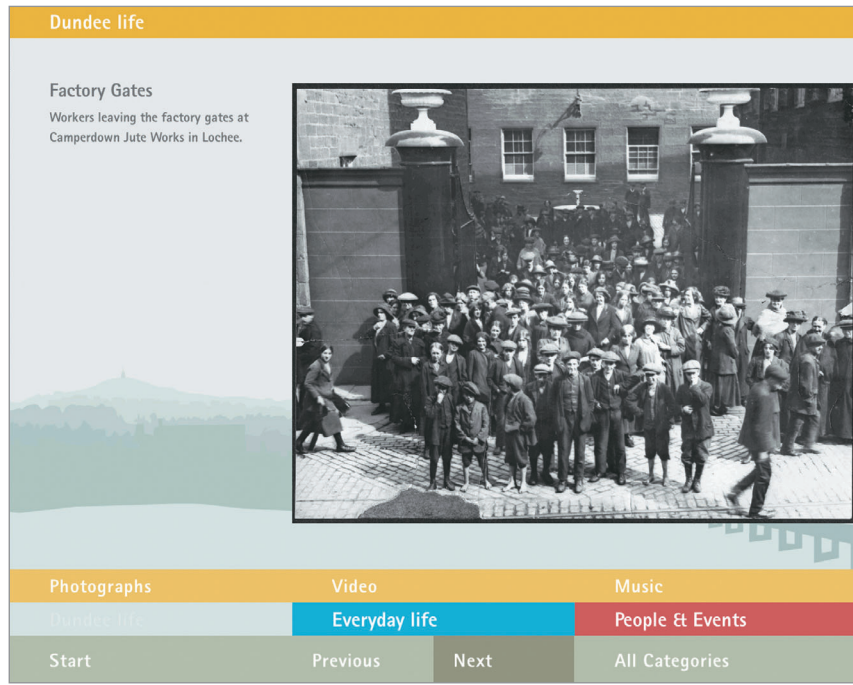 Dundee life
Factory Gates
Workers leaving the factory gates at
Camperdown Jute Works in Lochee.
Photographs Video Music
Dundee life Everyday life People & Events
Start Previous Next All Categories